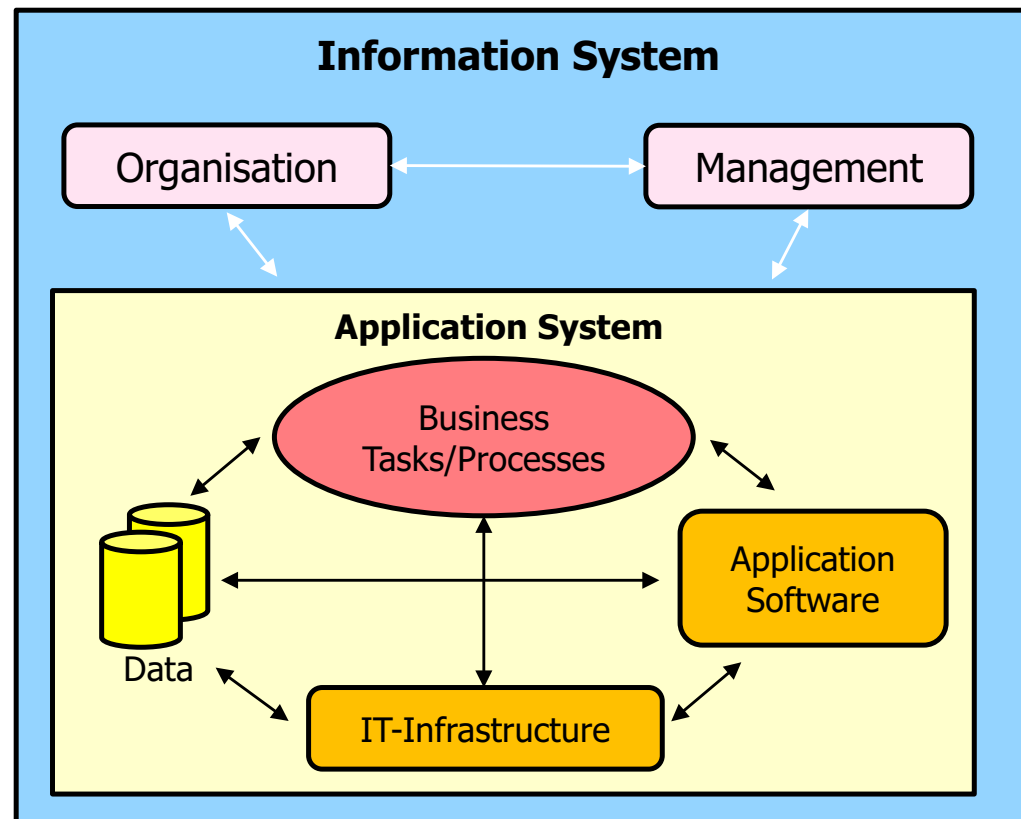 Information System
Organisation
Management
Application System
Business
Tasks/Processes
Application
Software
Data
IT-Infrastructure